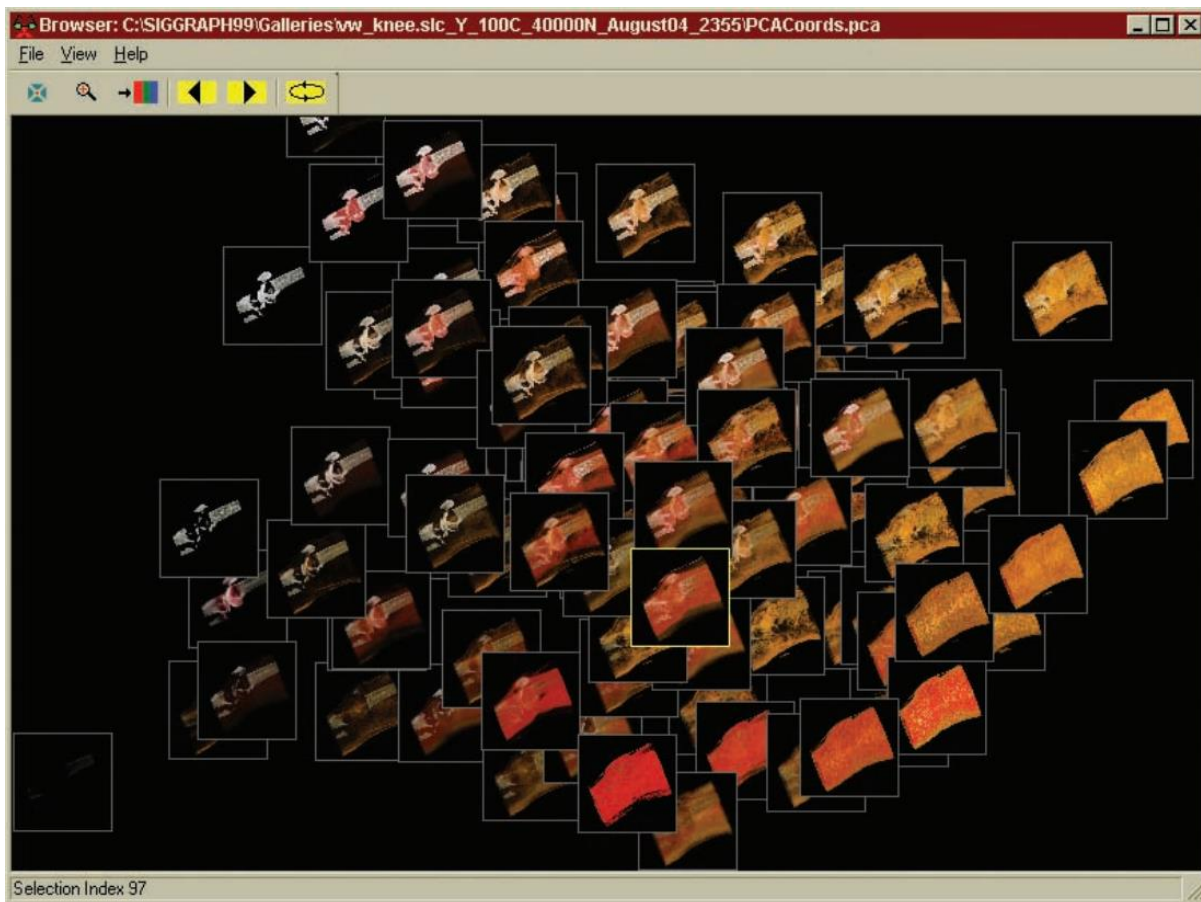 Browser: C:\SIGGRAPH99\Galleries\vw_knee.slc_Y_100C_40000N_August04_2355\PCACoords.pca
File View Help
Selection Index 97